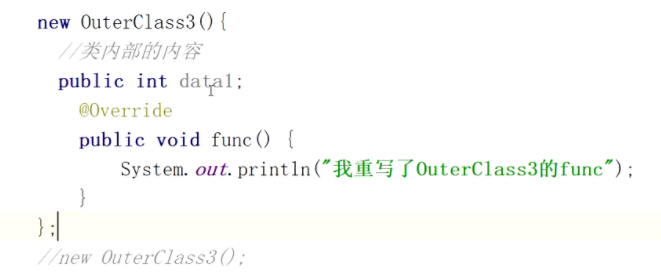 new OuterClass3(){
//类内部的内容
public int data1;
@Override
public void func() {
System.out.println("我重写了OuterClass3的func");
}
};
//new OuterClass3();